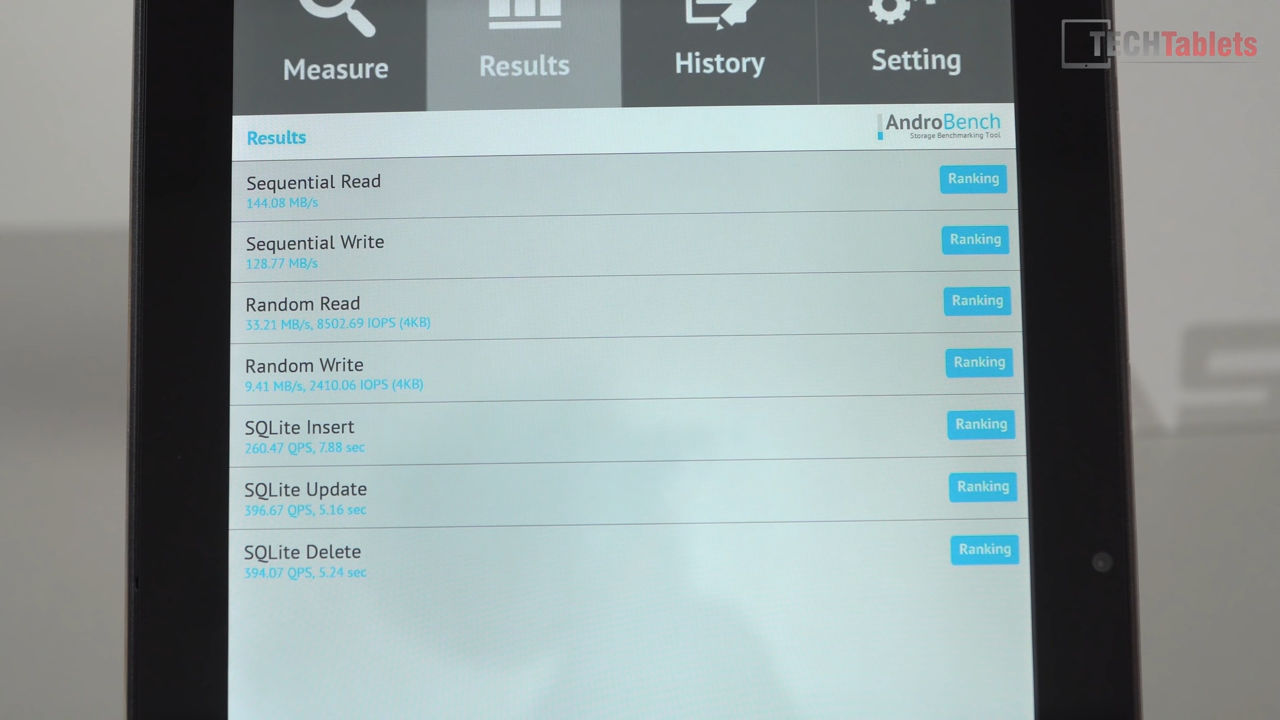 TECHTablets
Measure
Results
History
Setting
Results
AndroBench
Storage Benchmarking Tool
Sequential Read
144.08 MB/s
Ranking
Sequential Write
128.77 MB/s
Ranking
Random Read
33.21 MB/s, 8502.69 IOPS (4KB)
Ranking
Random Write
9.41 MB/s, 2410.06 IOPS (4KB)
Ranking
SQLite Insert
260.47 QPS, 7.88 sec
Ranking
SQLite Update
396.67 QPS, 5.16 sec
Ranking
SQLite Delete
394.07 QPS, 5.24 sec
Ranking